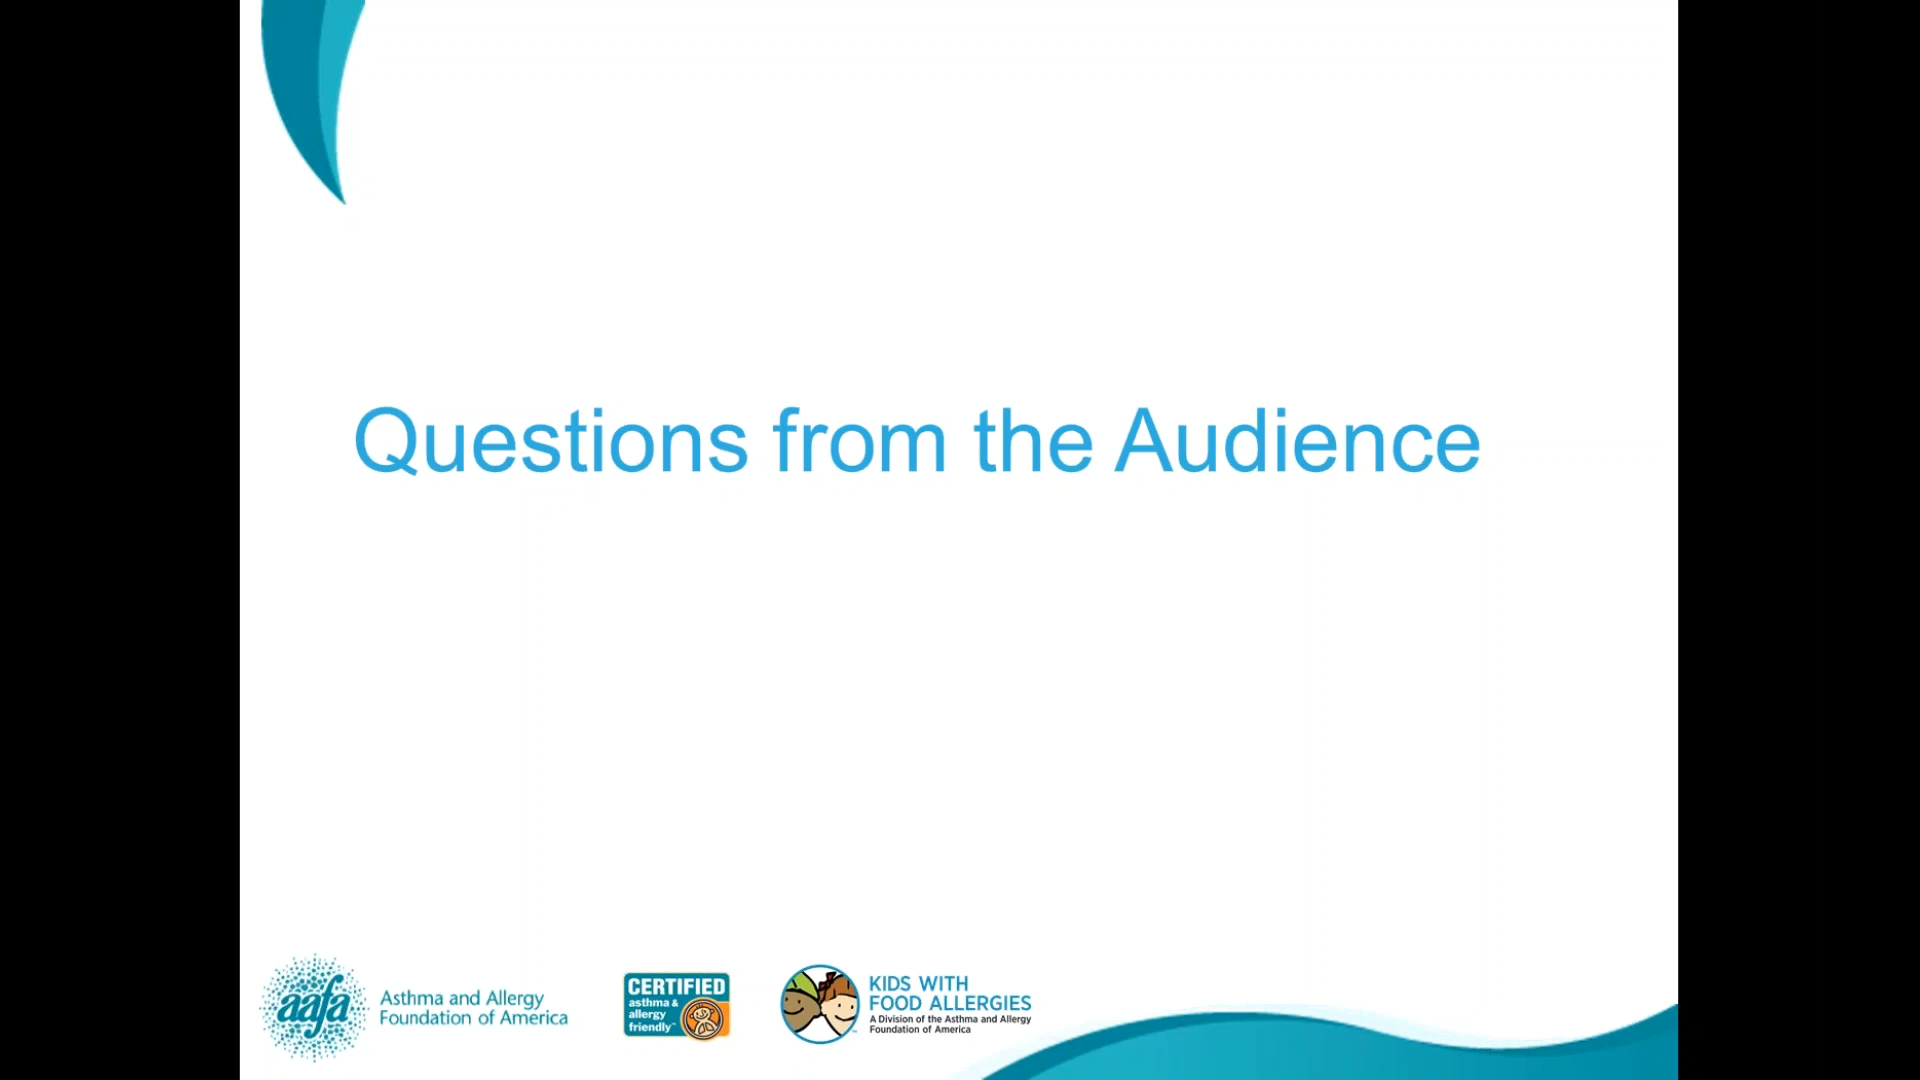 Questions from the Audience
aafa
Asthma and Allergy
Foundation of America
CERTIFIED
asthma &
allergy
friendly™
KIDS WITH
FOOD ALLERGIES
A Division of the Asthma and Allergy
Foundation of America